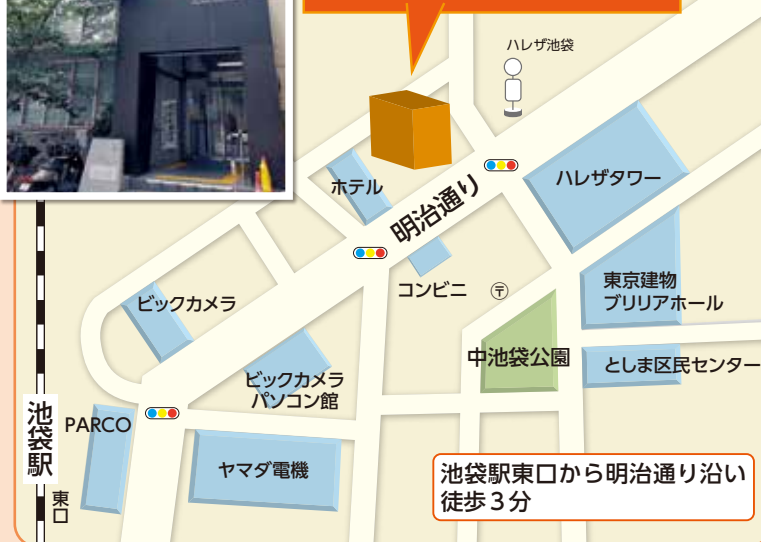 ハレザ池袋
ホテル
明治通り
ハレザタワー
コンビニ
〒
東京建物
ブリリアホール
ビックカメラ
中池袋公園
としま区民センター
ビックカメラ
パソコン館
PARCO
池袋駅
東口
ヤマダ電機
池袋駅東口から明治通り沿い
徒歩3分